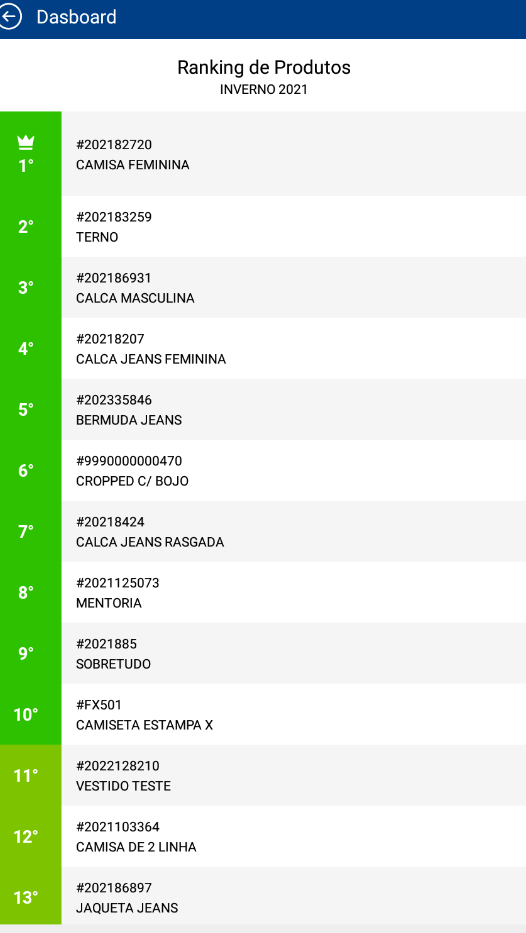 Dasboard
Ranking de Produtos
INVERNO 2021
1°
#202182720
CAMISA FEMININA
2°
#202183259
TERNO
3°
#202186931
CALCA MASCULINA
4°
#20218207
CALCA JEANS FEMININA
5°
#202335846
BERMUDA JEANS
6°
#9990000000470
CROPPED C/ BOJO
7°
#20218424
CALCA JEANS RASGADA
8°
#2021125073
MENTORIA
9°
#2021885
SOBRETUDO
10°
#FX501
CAMISETA ESTAMPA X
11°
#2022128210
VESTIDO TESTE
12°
#2021103364
CAMISA DE 2 LINHA
13°
#202186897
JAQUETA JEANS